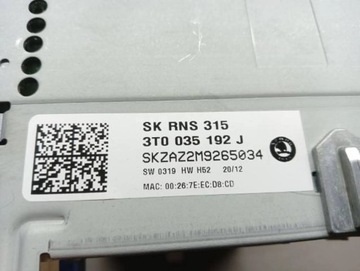 SK RNS 315
3T0 035 192 J
SKZAZ2M9265034
SW 0319 HW H52 20/12
MAC: 00:26:7E:EC:D8:CD